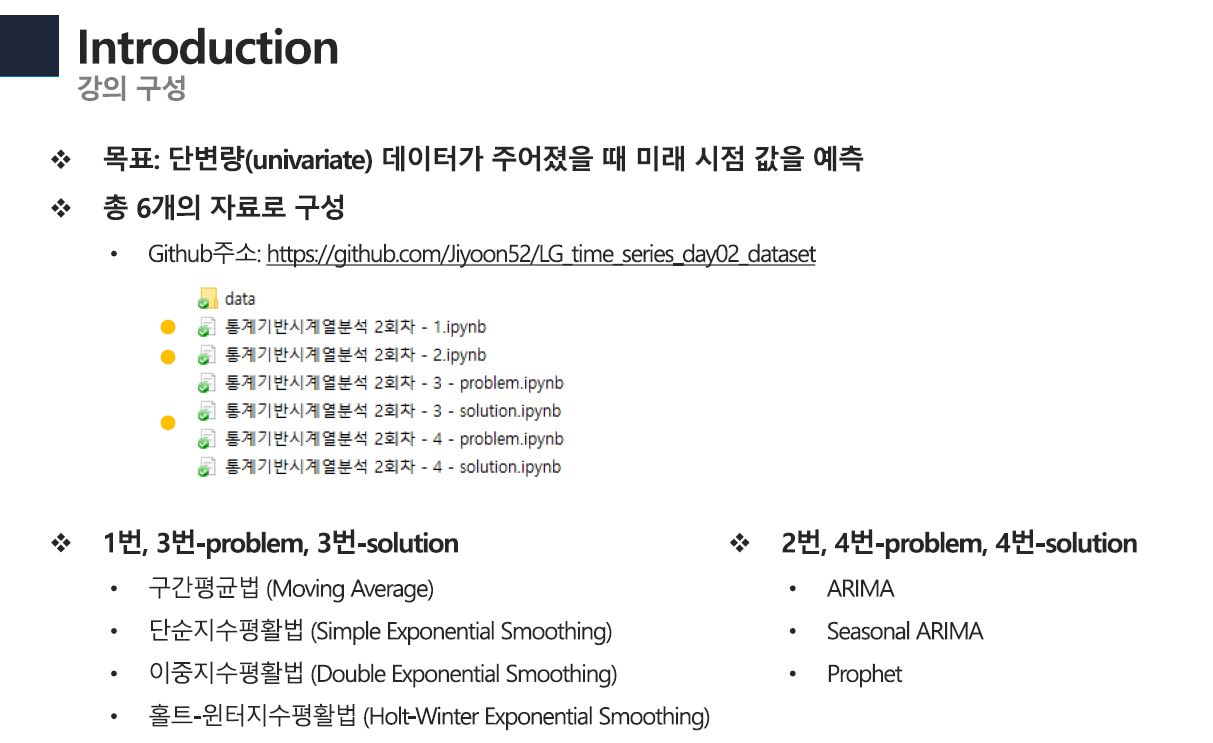 Introduction
강의 구성
❖ 목표: 단변량(univariate) 데이터가 주어졌을 때 미래 시점 값을 예측
❖ 총 6개의 자료로 구성
• Github주소: https://github.com/Jiyoon52/LG_time_series_day02_dataset
data
통계기반시계열분석 2회차 - 1.ipynb
통계기반시계열분석 2회차 - 2.ipynb
통계기반시계열분석 2회차 - 3 - problem.ipynb
통계기반시계열분석 2회차 - 3 - solution.ipynb
통계기반시계열분석 2회차 - 4 - problem.ipynb
통계기반시계열분석 2회차 - 4 - solution.ipynb
❖ 1번, 3번-problem, 3번-solution
• 구간평균법 (Moving Average)
• 단순지수평활법 (Simple Exponential Smoothing)
• 이중지수평활법 (Double Exponential Smoothing)
• 홀트-윈터지수평활법 (Holt-Winter Exponential Smoothing)
❖ 2번, 4번-problem, 4번-solution
• ARIMA
• Seasonal ARIMA
• Prophet